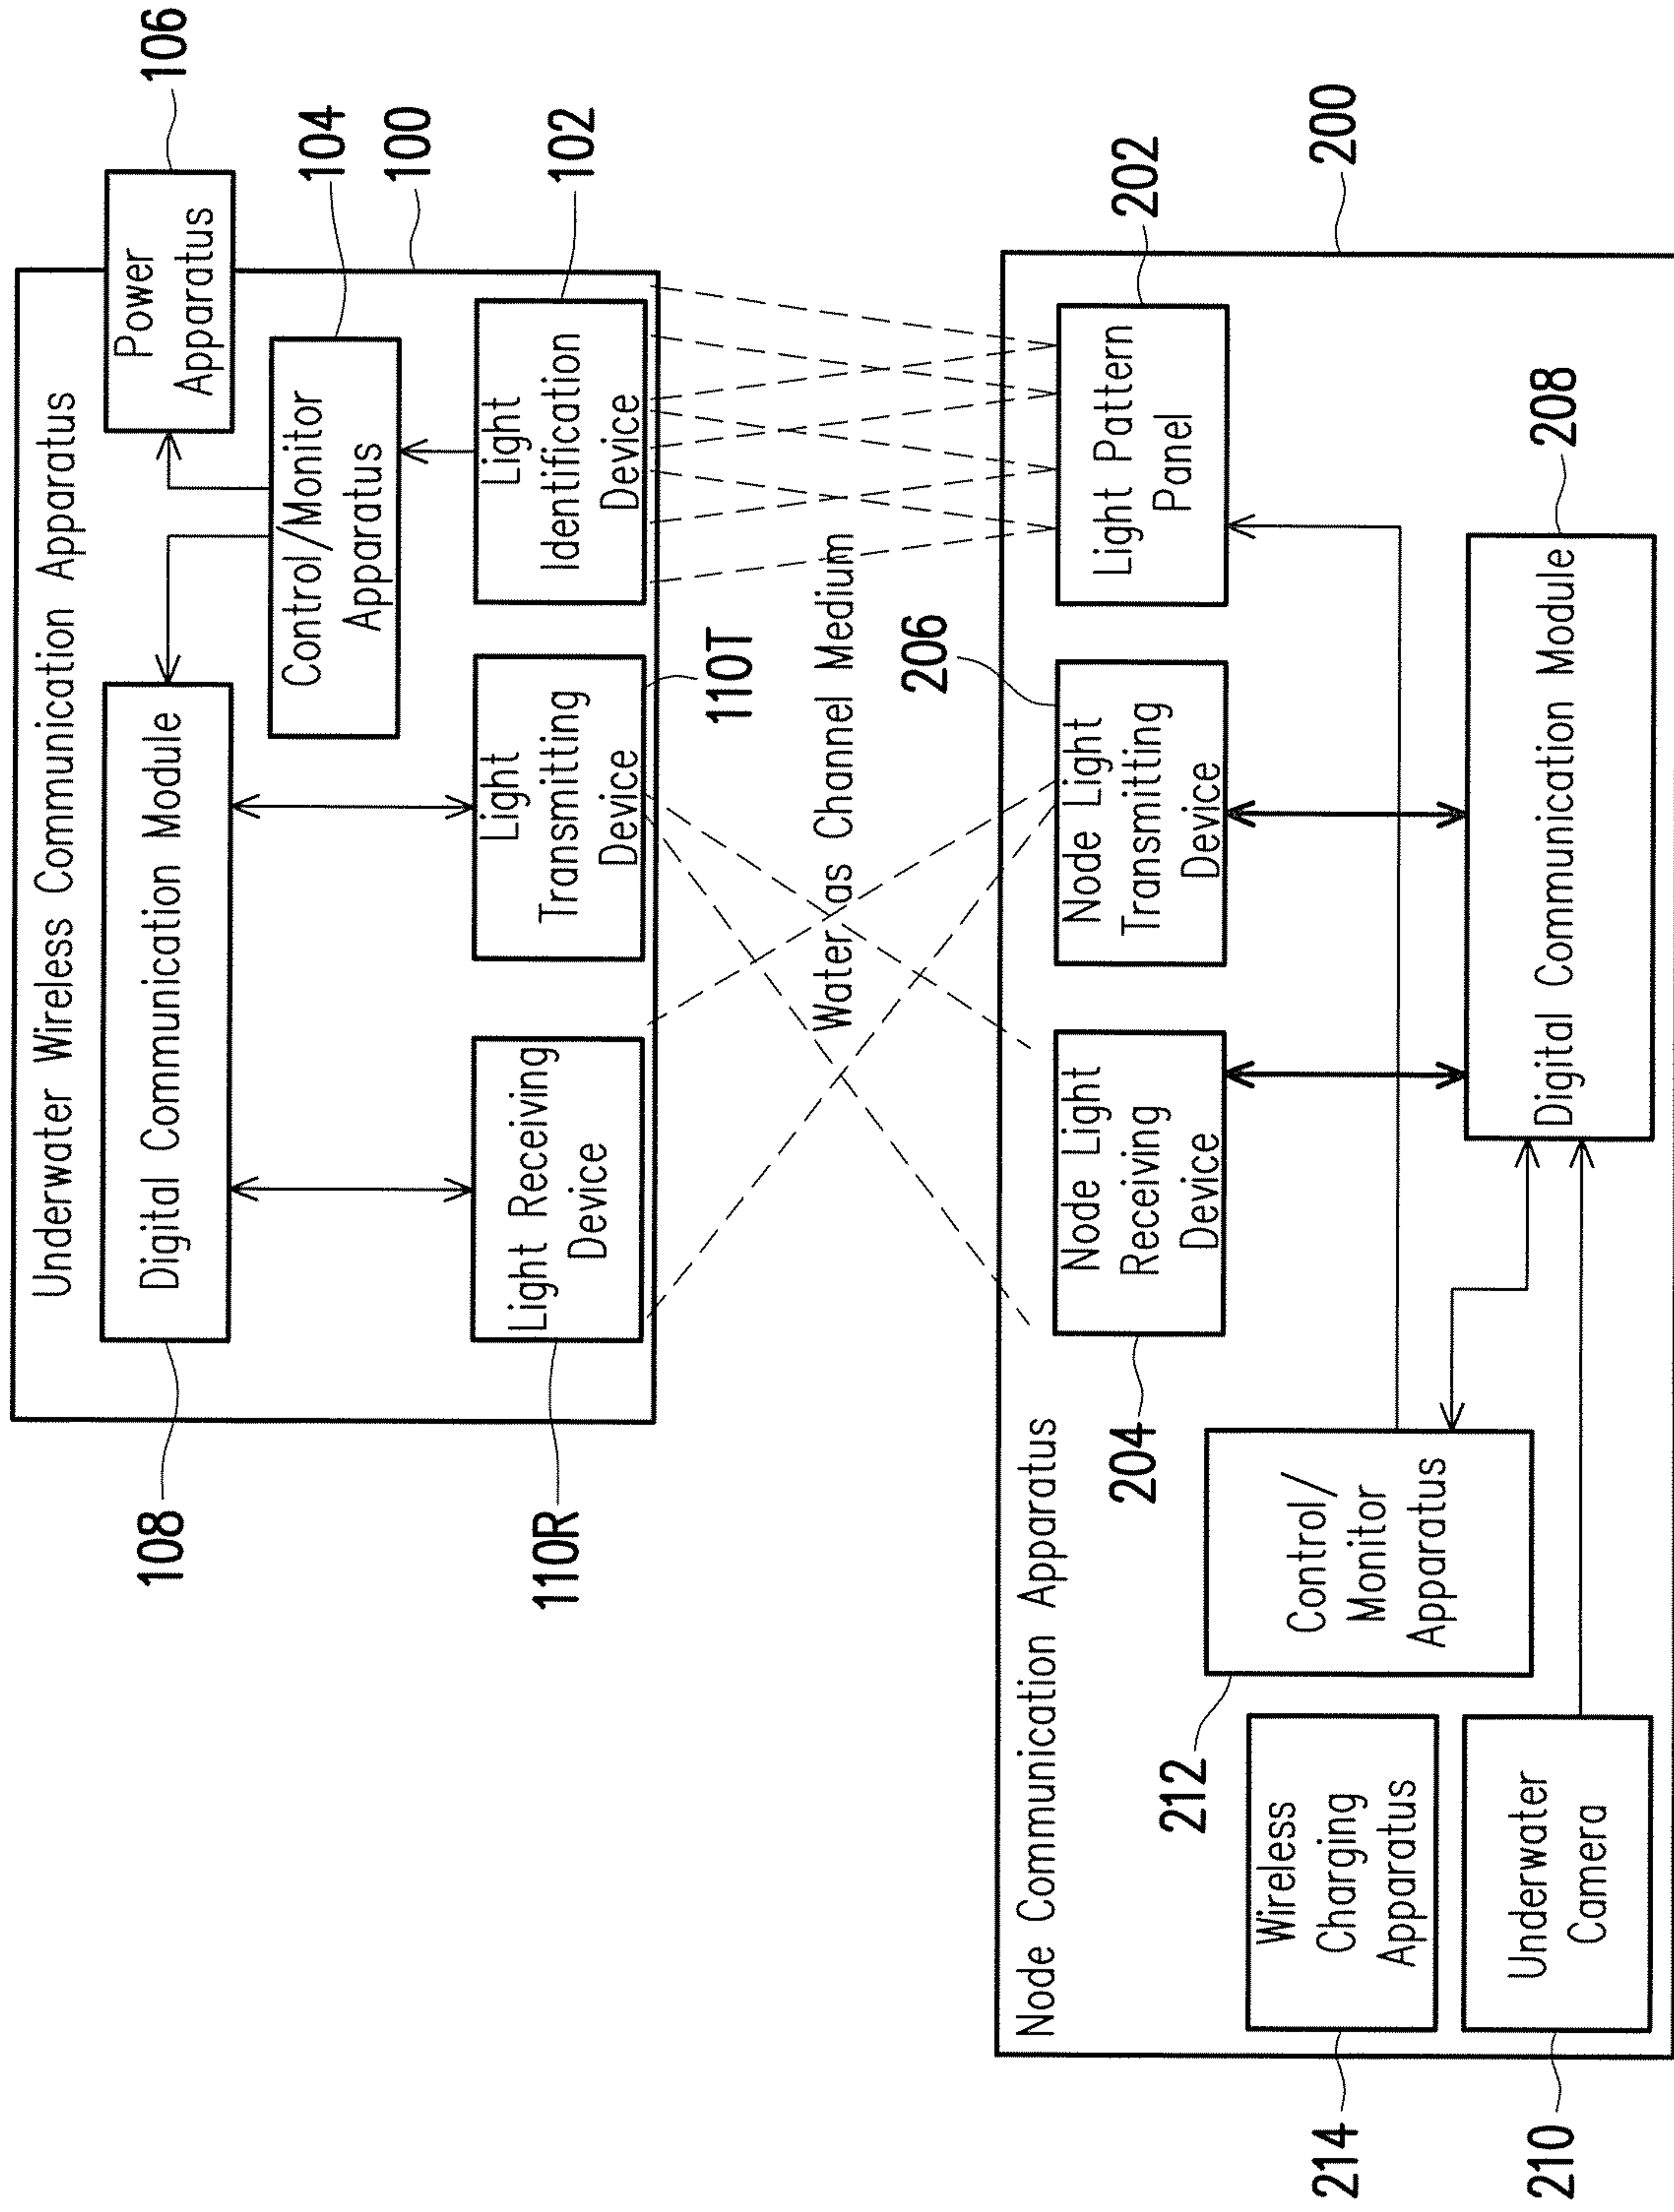 Underwater Wireless Communication Apparatus
108
Digital Communication Module
Power
Apparatus
106
Control/Monitor
Apparatus
104
100
110R
Light Receiving
Device
Light
Transmitting
Device
110T
Light
Identification
Device
102
Water as Channel Medium
Node Communication Apparatus
204
Node Light
Receiving
Device
206
Node Light
Transmitting
Device
Light Pattern
Panel
202
200
212
Control/
Monitor
Apparatus
214
Wireless
Charging
Apparatus
210
Underwater
Camera
Digital Communication Module
208